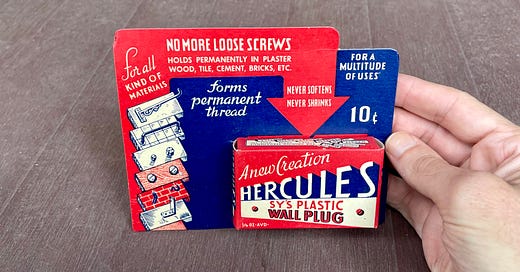 For all
KIND OF
MATERIALS
NO MORE LOOSE SCREWS
HOLDS PERMANENTLY IN PLASTER
WOOD, TILE, CEMENT, BRICKS, ETC.
forms
permanent
thread
NEVER SOFTENS
NEVER SHRINKS
FOR A
MULTITUDE
OF USES
10¢
A new Creation
HERCULES
SY'S PLASTIC
WALL PLUG